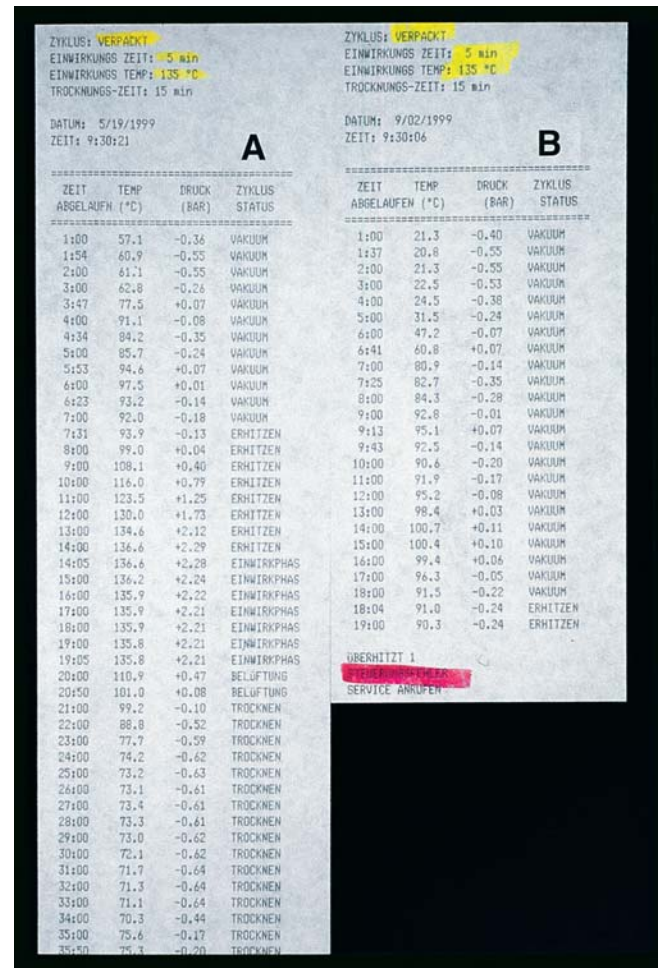 ZYKLUS: VERPACKT
EINWIRKUNGS ZEIT: 5 min
EINWIRKUNGS TEMP: 135 °C
TROCKNUNGS-ZEIT: 15 min
DATUM: 5/19/1999
ZEIT: 9:30:21
A
ZEIT TEMP DRUCK ZYKLUS
ABGELAUFN (°C) (BAR) STATUS
1:00 57.1 -0.36 VAKUUM
1:54 60.9 -0.55 VAKUUM
2:00 61.1 -0.55 VAKUUM
3:00 62.8 -0.26 VAKUUM
3:47 77.5 +0.07 VAKUUM
4:00 91.1 -0.08 VAKUUM
4:34 84.2 -0.35 VAKUUM
5:00 85.7 -0.24 VAKUUM
5:53 94.6 +0.07 VAKUUM
6:00 97.5 +0.01 VAKUUM
6:23 93.2 -0.14 VAKUUM
7:00 92.0 -0.18 VAKUUM
7:31 93.9 -0.13 ERHITZEN
8:00 99.0 +0.04 ERHITZEN
9:00 108.1 +0.40 ERHITZEN
10:00 116.0 +0.79 ERHITZEN
11:00 123.5 +1.25 ERHITZEN
12:00 130.0 +1.73 ERHITZEN
13:00 134.6 +2.12 ERHITZEN
14:00 136.6 +2.29 ERHITZEN
14:05 136.6 +2.28 EINWIRKPHAS
15:00 136.2 +2.24 EINWIRKPHAS
16:00 135.9 +2.22 EINWIRKPHAS
17:00 135.9 +2.21 EINWIRKPHAS
18:00 135.9 +2.21 EINWIRKPHAS
19:00 135.8 +2.21 EINWIRKPHAS
19:05 135.8 +2.21 EINWIRKPHAS
20:00 110.9 +0.47 BELÜFTUNG
20:50 101.0 +0.08 BELÜFTUNG
21:00 99.2 -0.10 TROCKNEN
22:00 88.8 -0.52 TROCKNEN
23:00 77.7 -0.59 TROCKNEN
24:00 74.2 -0.62 TROCKNEN
25:00 73.2 -0.63 TROCKNEN
26:00 73.1 -0.61 TROCKNEN
27:00 73.4 -0.61 TROCKNEN
28:00 73.3 -0.61 TROCKNEN
29:00 73.0 -0.62 TROCKNEN
30:00 72.1 -0.62 TROCKNEN
31:00 71.7 -0.64 TROCKNEN
32:00 71.3 -0.64 TROCKNEN
33:00 71.1 -0.64 TROCKNEN
34:00 70.3 -0.44 TROCKNEN
35:00 75.6 -0.17 TROCKNEN
35:50 75.3 -0.20 TROCKNEN
ZYKLUS: VERPACKT
EINWIRKUNGS ZEIT: 5 min
EINWIRKUNGS TEMP: 135 °C
TROCKNUNGS-ZEIT: 15 min
DATUM: 9/02/1999
ZEIT: 9:30:06
B
ZEIT TEMP DRUCK ZYKLUS
ABGELAUFEN (°C) (BAR) STATUS
1:00 21.3 -0.40 VAKUUM
1:37 20.8 -0.55 VAKUUM
2:00 21.3 -0.55 VAKUUM
3:00 22.5 -0.53 VAKUUM
4:00 24.5 -0.38 VAKUUM
5:00 31.5 -0.24 VAKUUM
6:00 47.2 -0.07 VAKUUM
6:41 60.8 +0.07 VAKUUM
7:00 80.9 -0.14 VAKUUM
7:25 82.7 -0.35 VAKUUM
8:00 84.3 -0.28 VAKUUM
9:00 92.8 -0.01 VAKUUM
9:13 95.1 +0.07 VAKUUM
9:43 92.5 -0.14 VAKUUM
10:00 90.6 -0.20 VAKUUM
11:00 91.9 -0.17 VAKUUM
12:00 95.2 -0.08 VAKUUM
13:00 98.4 +0.03 VAKUUM
14:00 100.7 +0.11 VAKUUM
15:00 100.4 +0.10 VAKUUM
16:00 99.4 +0.06 VAKUUM
17:00 96.3 -0.05 VAKUUM
18:00 91.5 -0.22 VAKUUM
18:04 91.0 -0.24 ERHITZEN
19:00 90.3 -0.24 ERHITZEN
ÜBERHITZT 1
STEUERUNGSFEHLER
SERVICE ANRUFEN